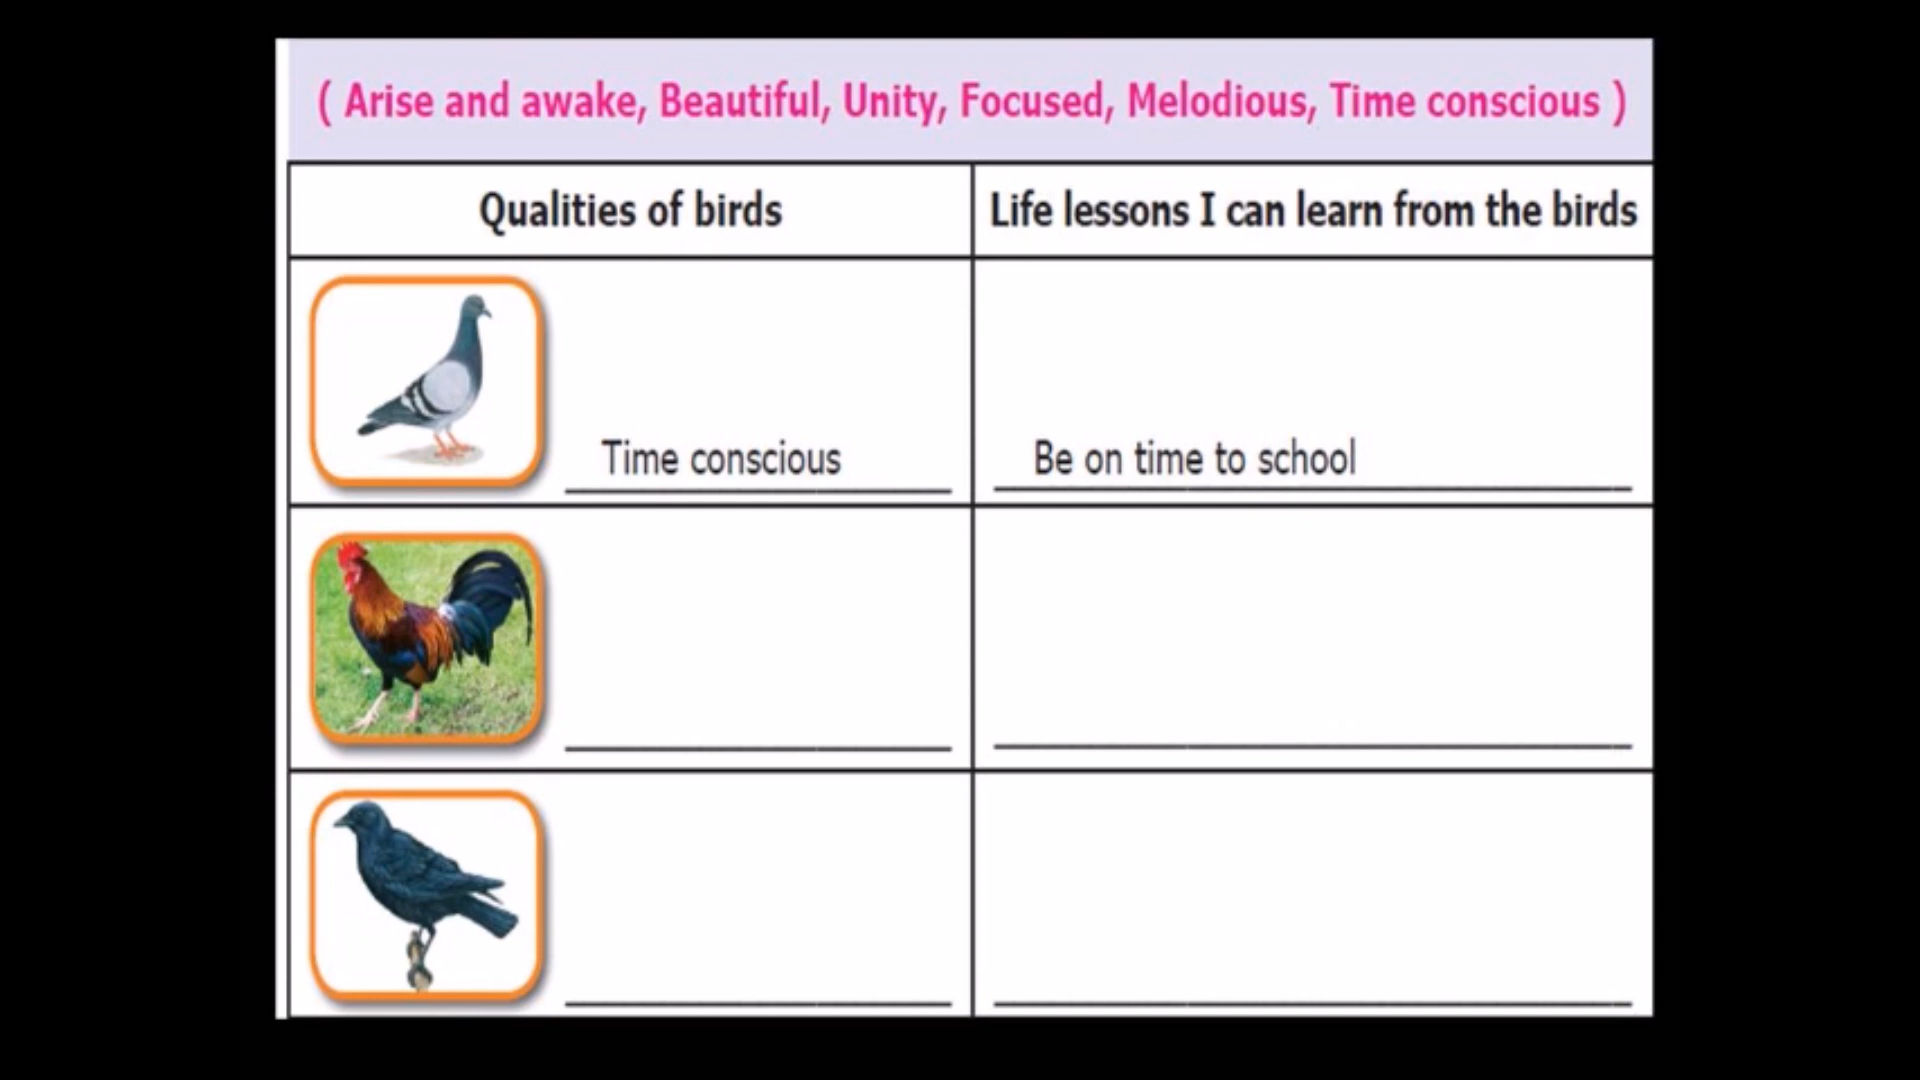 ( Arise and awake, Beautiful, Unity, Focused, Melodious, Time conscious )
Qualities of birds
Life lessons I can learn from the birds
Time conscious
Be on time to school